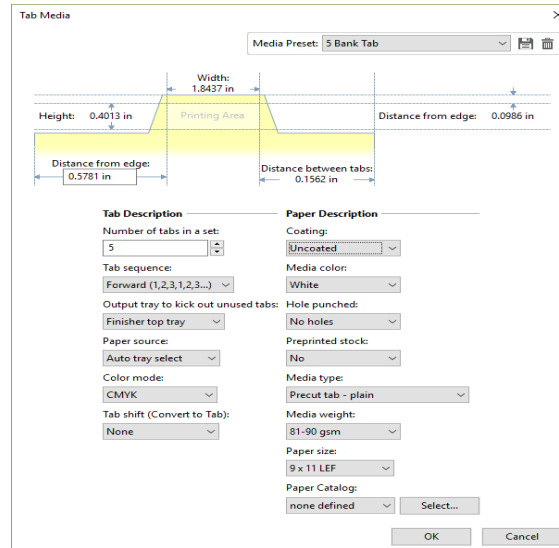 Tab Media
Media Preset: 5 Bank Tab
Width:
1.8437 in
Height: 0.4013 in
Printing Area
Distance from edge: 0.0986 in
Distance from edge:
0.5781 in
Distance between tabs:
0.1562 in
Tab Description
Number of tabs in a set:
5
Tab sequence:
Forward (1,2,3,1,2,3...)
Output tray to kick out unused tabs:
Finisher top tray
Paper source:
Auto tray select
Color mode:
CMYK
Tab shift (Convert to Tab):
None
Paper Description
Coating:
Uncoated
Media color:
White
Hole punched:
No holes
Preprinted stock:
No
Media type:
Precut tab - plain
Media weight:
81-90 gsm
Paper size:
9 x 11 LEF
Paper Catalog:
none defined
Select...
OK
Cancel